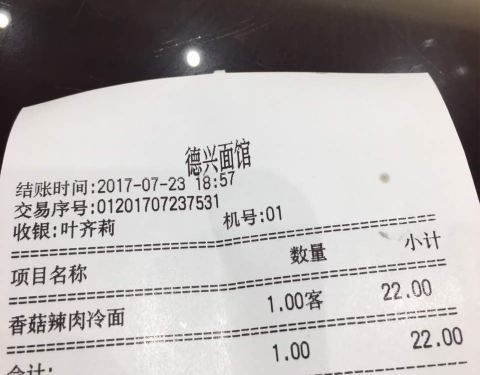 德兴面馆
结账时间:2017-07-23 18:57
交易序号:01201707237531
收银:叶齐莉 机号:01
项目名称 数量 小计
香菇辣肉冷面 1.00客 22.00
合计: 1.00 22.00